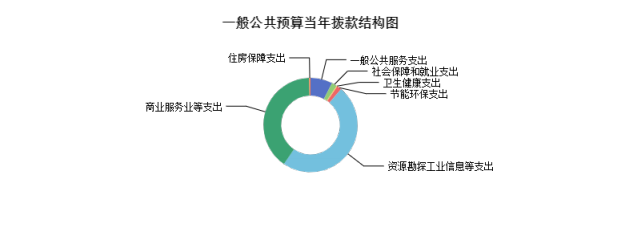 一般公共预算当年拨款结构图
住房保障支出
一般公共服务支出
社会保障和就业支出
卫生健康支出
节能环保支出
商业服务业等支出
资源勘探工业信息等支出